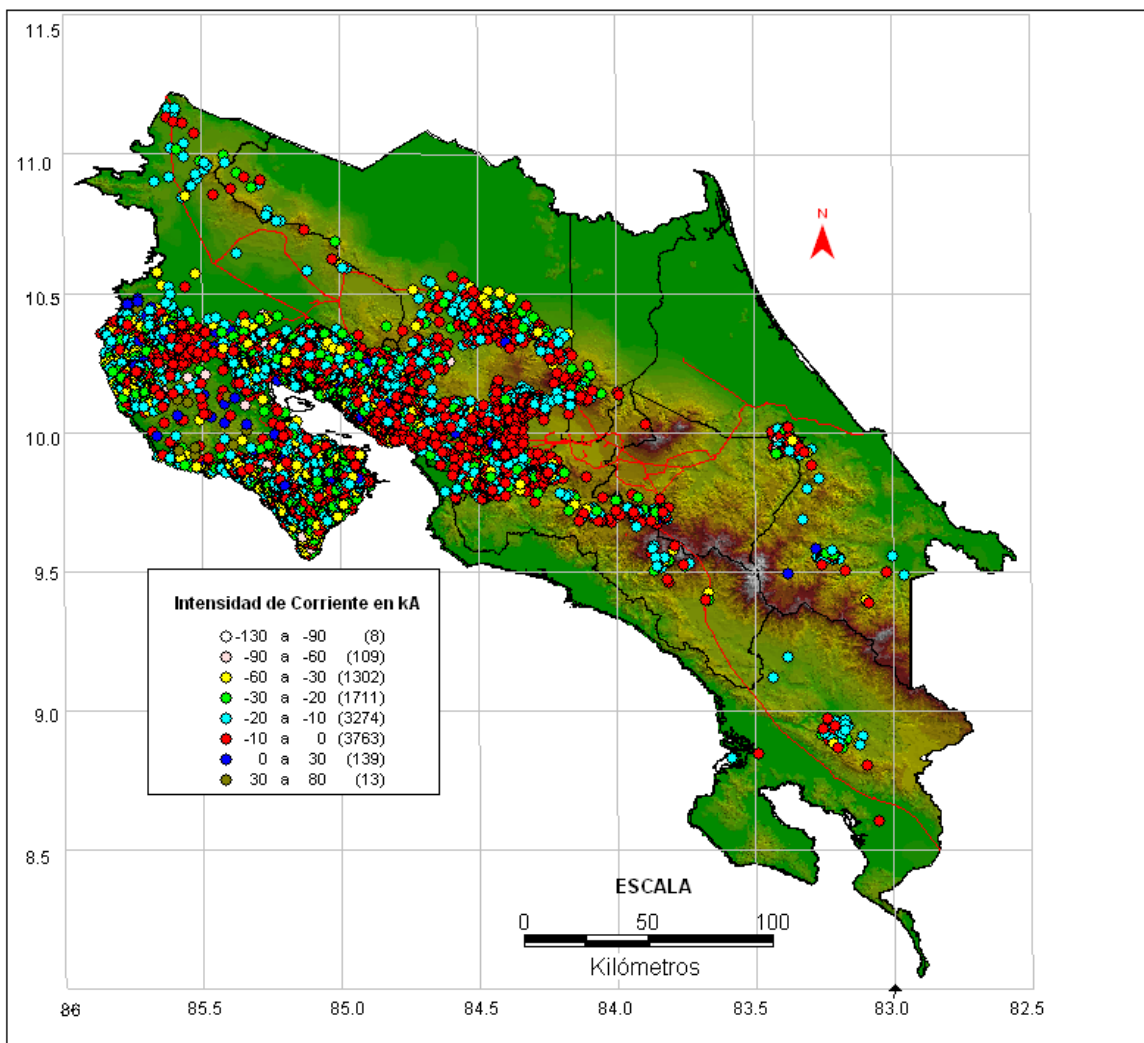 11.5
11.0
10.5
10.0
9.5
9.0
8.5
N
Intensidad de Corriente en kA
-130 a -90 (8)
-90 a -60 (109)
-60 a -30 (1302)
-30 a -20 (1711)
-20 a -10 (3274)
-10 a 0 (3763)
0 a 30 (139)
30 a 80 (13)
ESCALA
0 50 100
Kilómetros
86 85.5 85.0 84.5 84.0 83.5 83.0 82.5